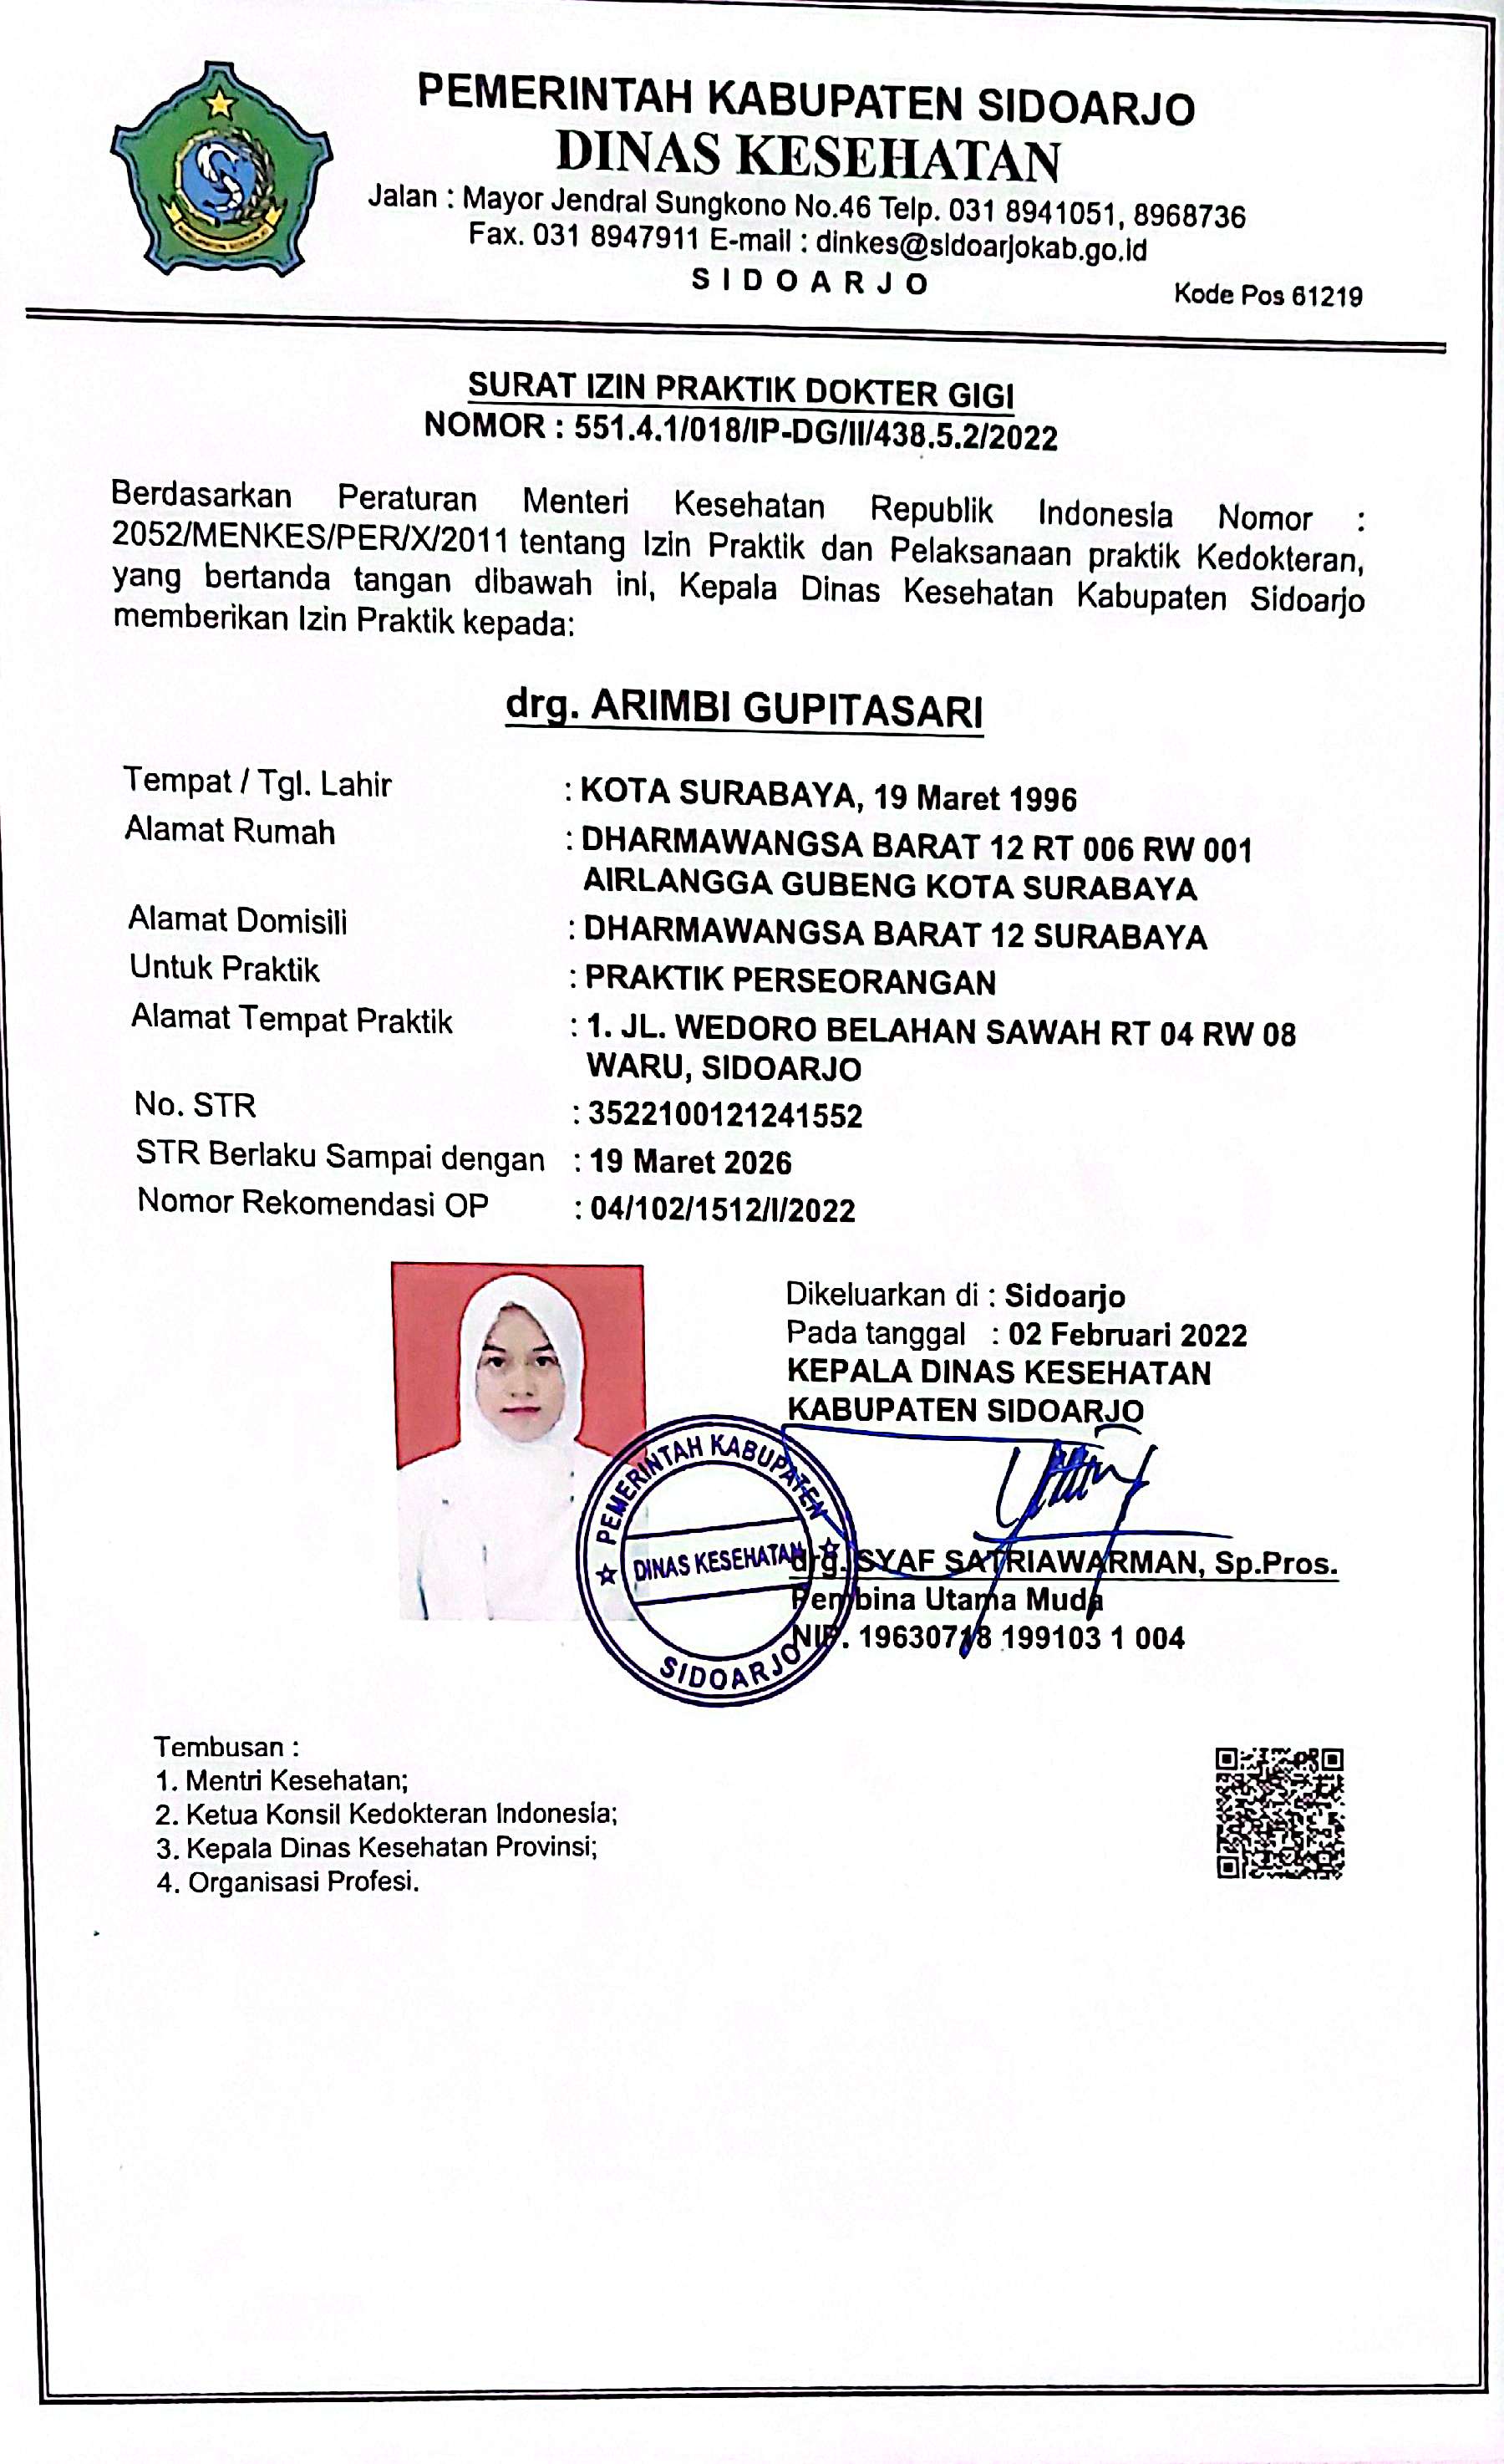 PEMERINTAH KABUPATEN SIDOARJO
DINAS KESEHATAN
Jalan : Mayor Jendral Sungkono No.46 Telp. 031 8941051, 8968736
Fax. 031 8947911 E-mail : dinkes@sidoarjokab.go.id
S I D O A R J O
Kode Pos 61219
SURAT IZIN PRAKTIK DOKTER GIGI
NOMOR : 551.4.1/018/IP-DG/II/438.5.2/2022
Berdasarkan Peraturan Menteri Kesehatan Republik Indonesia Nomor :
2052/MENKES/PER/X/2011 tentang Izin Praktik dan Pelaksanaan praktik Kedokteran,
yang bertanda tangan dibawah ini, Kepala Dinas Kesehatan Kabupaten Sidoarjo
memberikan Izin Praktik kepada:
drg. ARIMBI GUPITASARI
Tempat / Tgl. Lahir : KOTA SURABAYA, 19 Maret 1996
Alamat Rumah : DHARMAWANGSA BARAT 12 RT 006 RW 001
AIRLANGGA GUBENG KOTA SURABAYA
Alamat Domisili : DHARMAWANGSA BARAT 12 SURABAYA
Untuk Praktik : PRAKTIK PERSEORANGAN
Alamat Tempat Praktik : 1. JL. WEDORO BELAHAN SAWAH RT 04 RW 08
WARU, SIDOARJO
No. STR : 3522100121241552
STR Berlaku Sampai dengan : 19 Maret 2026
Nomor Rekomendasi OP : 04/102/1512/I/2022
Dikeluarkan di : Sidoarjo
Pada tanggal : 02 Februari 2022
KEPALA DINAS KESEHATAN
KABUPATEN SIDOARJO
PEMERINTAH KABUPATEN
DINAS KESEHATAN
SIDOARJO
drg. SYAF SATRIAWARMAN, Sp.Pros.
Pembina Utama Muda
NIP. 19630718 199103 1 004
Tembusan :
1. Mentri Kesehatan;
2. Ketua Konsil Kedokteran Indonesia;
3. Kepala Dinas Kesehatan Provinsi;
4. Organisasi Profesi.